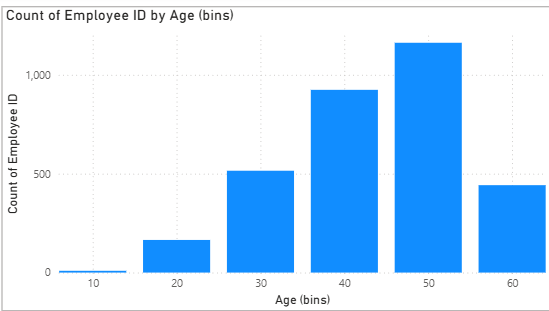 Count of Employee ID by Age (bins)
Count of Employee ID
1,000
500
0
10 20 30 40 50 60
Age (bins)